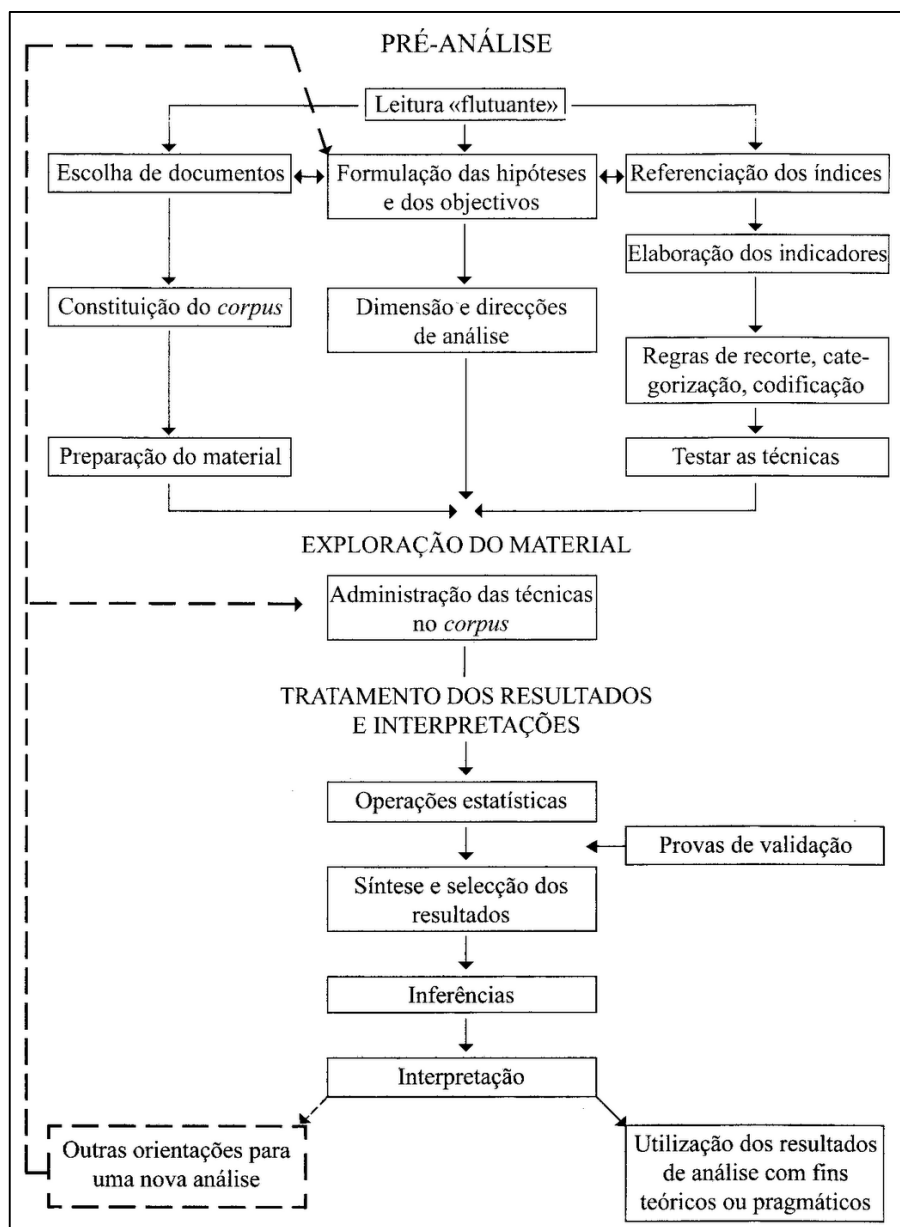 PRÉ-ANÁLISE
Leitura «flutuante»
Escolha de documentos
Formulação das hipóteses
e dos objectivos
Referenciação dos índices
Elaboração dos indicadores
Constituição do corpus
Dimensão e direcções
de análise
Regras de recorte, cate-
gorização, codificação
Preparação do material
Testar as técnicas
EXPLORAÇÃO DO MATERIAL
Administração das técnicas
no corpus
TRATAMENTO DOS RESULTADOS
E INTERPRETAÇÕES
Operações estatísticas
Provas de validação
Síntese e selecção dos
resultados
Inferências
Interpretação
Outras orientações para
uma nova análise
Utilização dos resultados
de análise com fins
teóricos ou pragmáticos